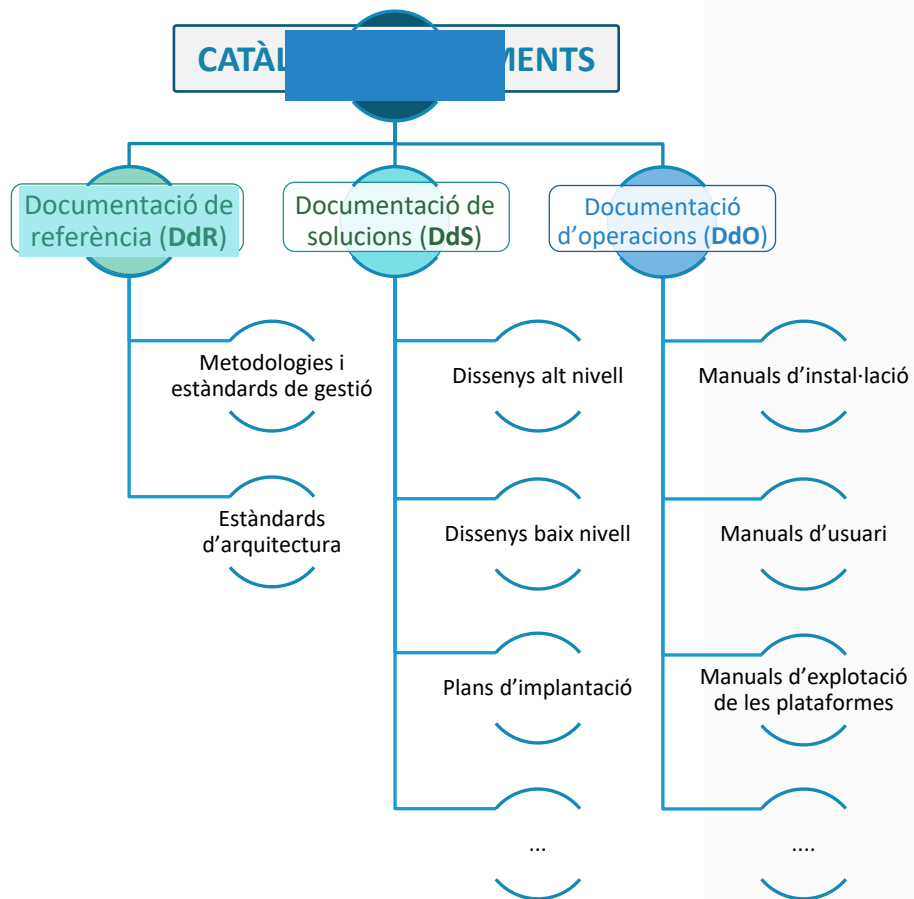 CATÀL MENTS
Documentació de
referència (DdR)
Documentació de
solucions (DdS)
Documentació
d’operacions (DdO)
Metodologies i
estàndards de gestió
Estàndards
d’arquitectura
Dissenys alt nivell
Dissenys baix nivell
Plans d’implantació
...
Manuals d’instal·lació
Manuals d’usuari
Manuals d’explotació
de les plataformes
....